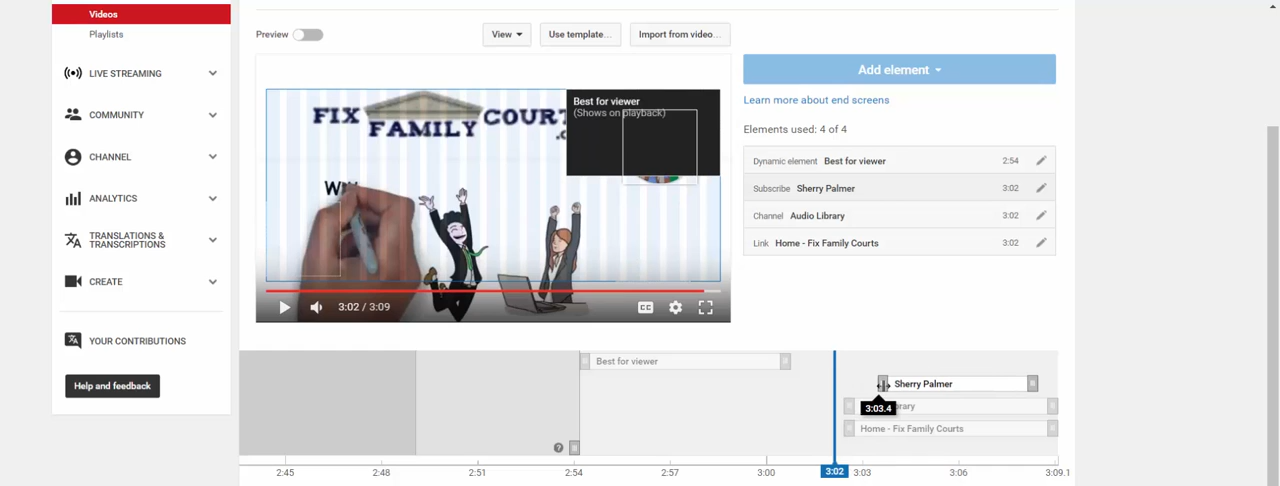 Videos
Playlists
LIVE STREAMING
COMMUNITY
CHANNEL
ANALYTICS
TRANSLATIONS &
TRANSCRIPTIONS
CREATE
YOUR CONTRIBUTIONS
Help and feedback
Preview
View
Use template...
Import from video...
FIX
FAMILY COURT
Best for viewer
(Shows on playback)
3:02 / 3:09
CC
Add element
Learn more about end screens
Elements used: 4 of 4
Dynamic element Best for viewer 2:54
Subscribe Sherry Palmer 3:02
Channel Audio Library 3:02
Link Home - Fix Family Courts 3:02
Best for viewer
Sherry Palmer
3:03.4
rary
Home - Fix Family Courts
?
2:45
2:48
2:51
2:54
2:57
3:00
3:02
3:03
3:06
3:09.1